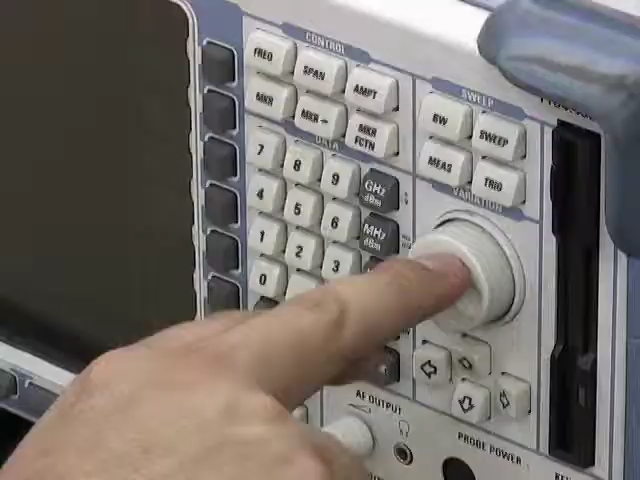 CONTROL
FREQ
SPAN
AMPT
MKR
MKR→
MKR
FCTN
SWEEP
BW
SWEEP
MEAS
TRIG
DATA
7
8
9
GHz
dBm
4
5
6
MHz
dBm
1
2
3
0
VARIATION
AF OUTPUT
PROBE POWER